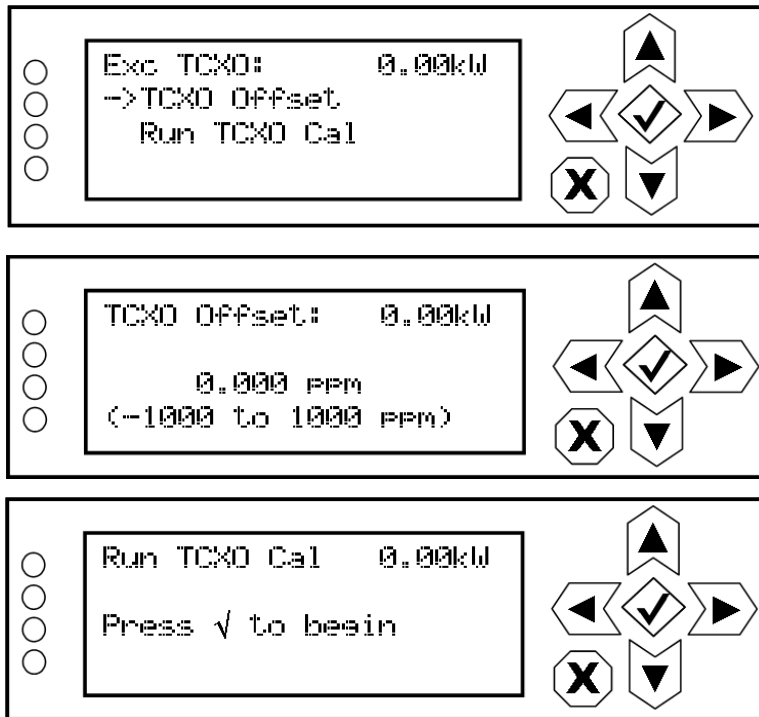 Exc TCXO: 0.00kW
->TCXO Offset
Run TCXO Cal
X
TCXO Offset: 0.00kW
0.000 ppm
(-1000 to 1000 ppm)
X
Run TCXO Cal 0.00kW
Press √ to begin
X